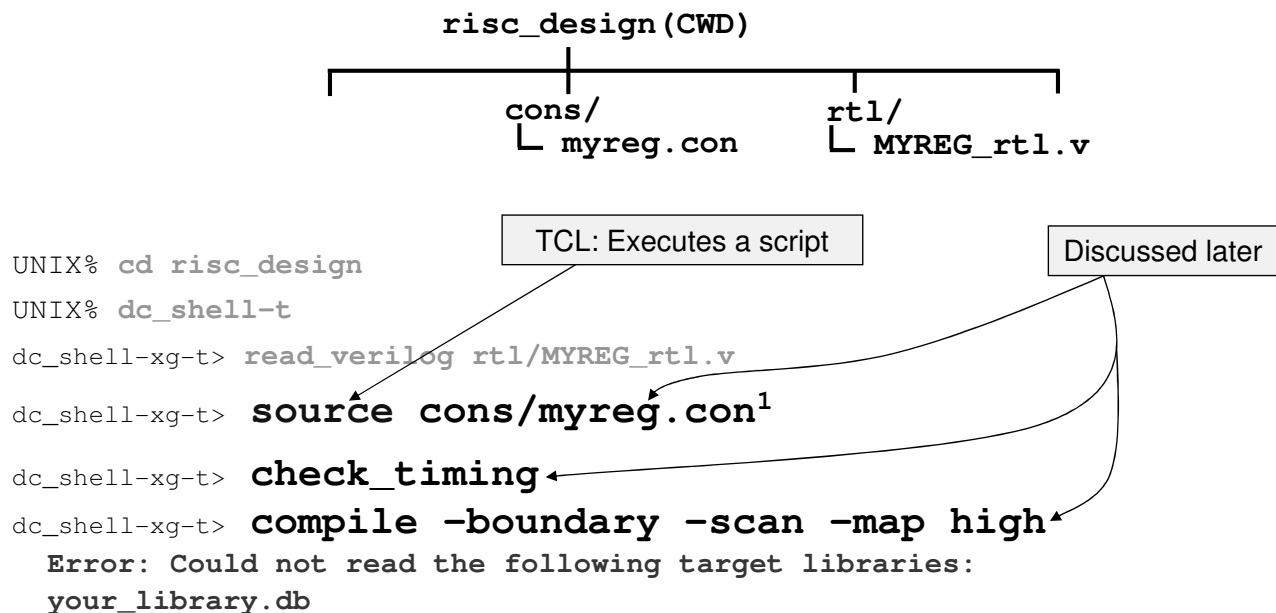 risc_design(CWD)
cons/
myreg.con
rtl/
MYREG_rtl.v
TCL: Executes a script
Discussed later
UNIX% cd risc_design
UNIX% dc_shell-t
dc_shell-xg-t> read_verilog rtl/MYREG_rtl.v
dc_shell-xg-t> source cons/myreg.con¹
dc_shell-xg-t> check_timing
dc_shell-xg-t> compile –boundary –scan –map high
Error: Could not read the following target libraries:
your_library.db